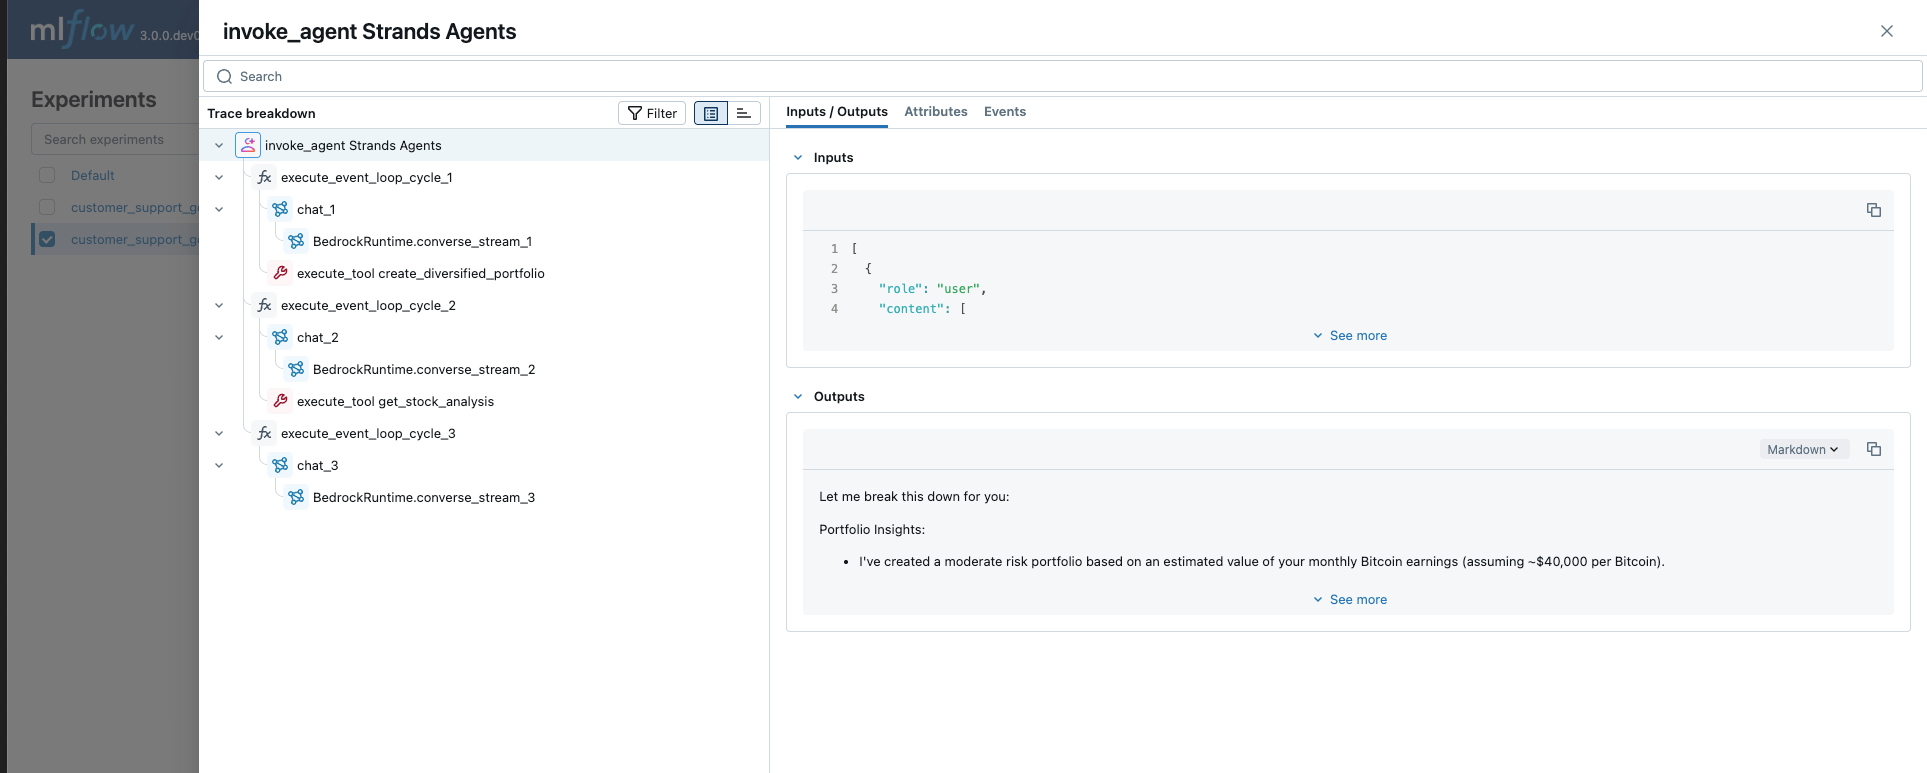 mlflow 3.0.0.dev0
Experiments
Search experiments
Default
customer_support_g
customer_support_g
invoke_agent Strands Agents
Search
Trace breakdown
Filter
invoke_agent Strands Agents
execute_event_loop_cycle_1
chat_1
BedrockRuntime.converse_stream_1
execute_tool create_diversified_portfolio
execute_event_loop_cycle_2
chat_2
BedrockRuntime.converse_stream_2
execute_tool get_stock_analysis
execute_event_loop_cycle_3
chat_3
BedrockRuntime.converse_stream_3
Inputs / Outputs Attributes Events
Inputs
1 [
2 {
3 "role": "user",
4 "content": [
See more
Outputs
Markdown
Let me break this down for you:
Portfolio Insights:
• I've created a moderate risk portfolio based on an estimated value of your monthly Bitcoin earnings (assuming ~$40,000 per Bitcoin).
See more